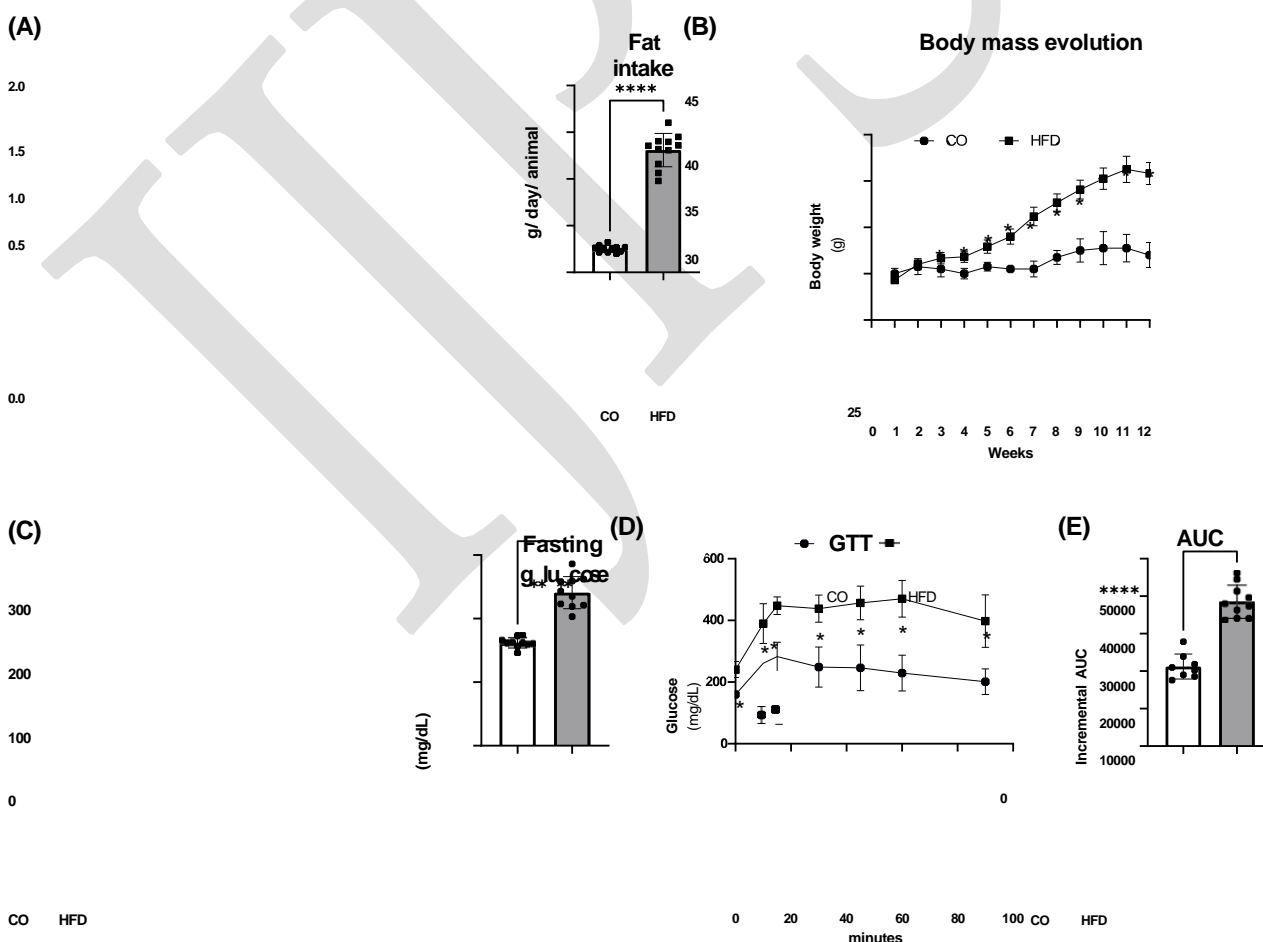 (A)
Fat
intake
****
g/ day/ animal
2.0
1.5
1.0
0.5
0.0
CO HFD
(B)
Body mass evolution
CO HFD
45
40
35
30
25
Body weight
(g)
* * * * * * * * * *
0 1 2 3 4 5 6 7 8 9 10 11 12
Weeks
(C)
Fasting
glucose
** **
300
200
100
0
(mg/dL)
CO HFD
(D)
GTT
CO HFD
600
400
200
0
Glucose
(mg/dL)
* * * * * * *
0 20 40 60 80 100
minutes
(E)
AUC
****
50000
40000
30000
20000
10000
0
Incremental AUC
CO HFD